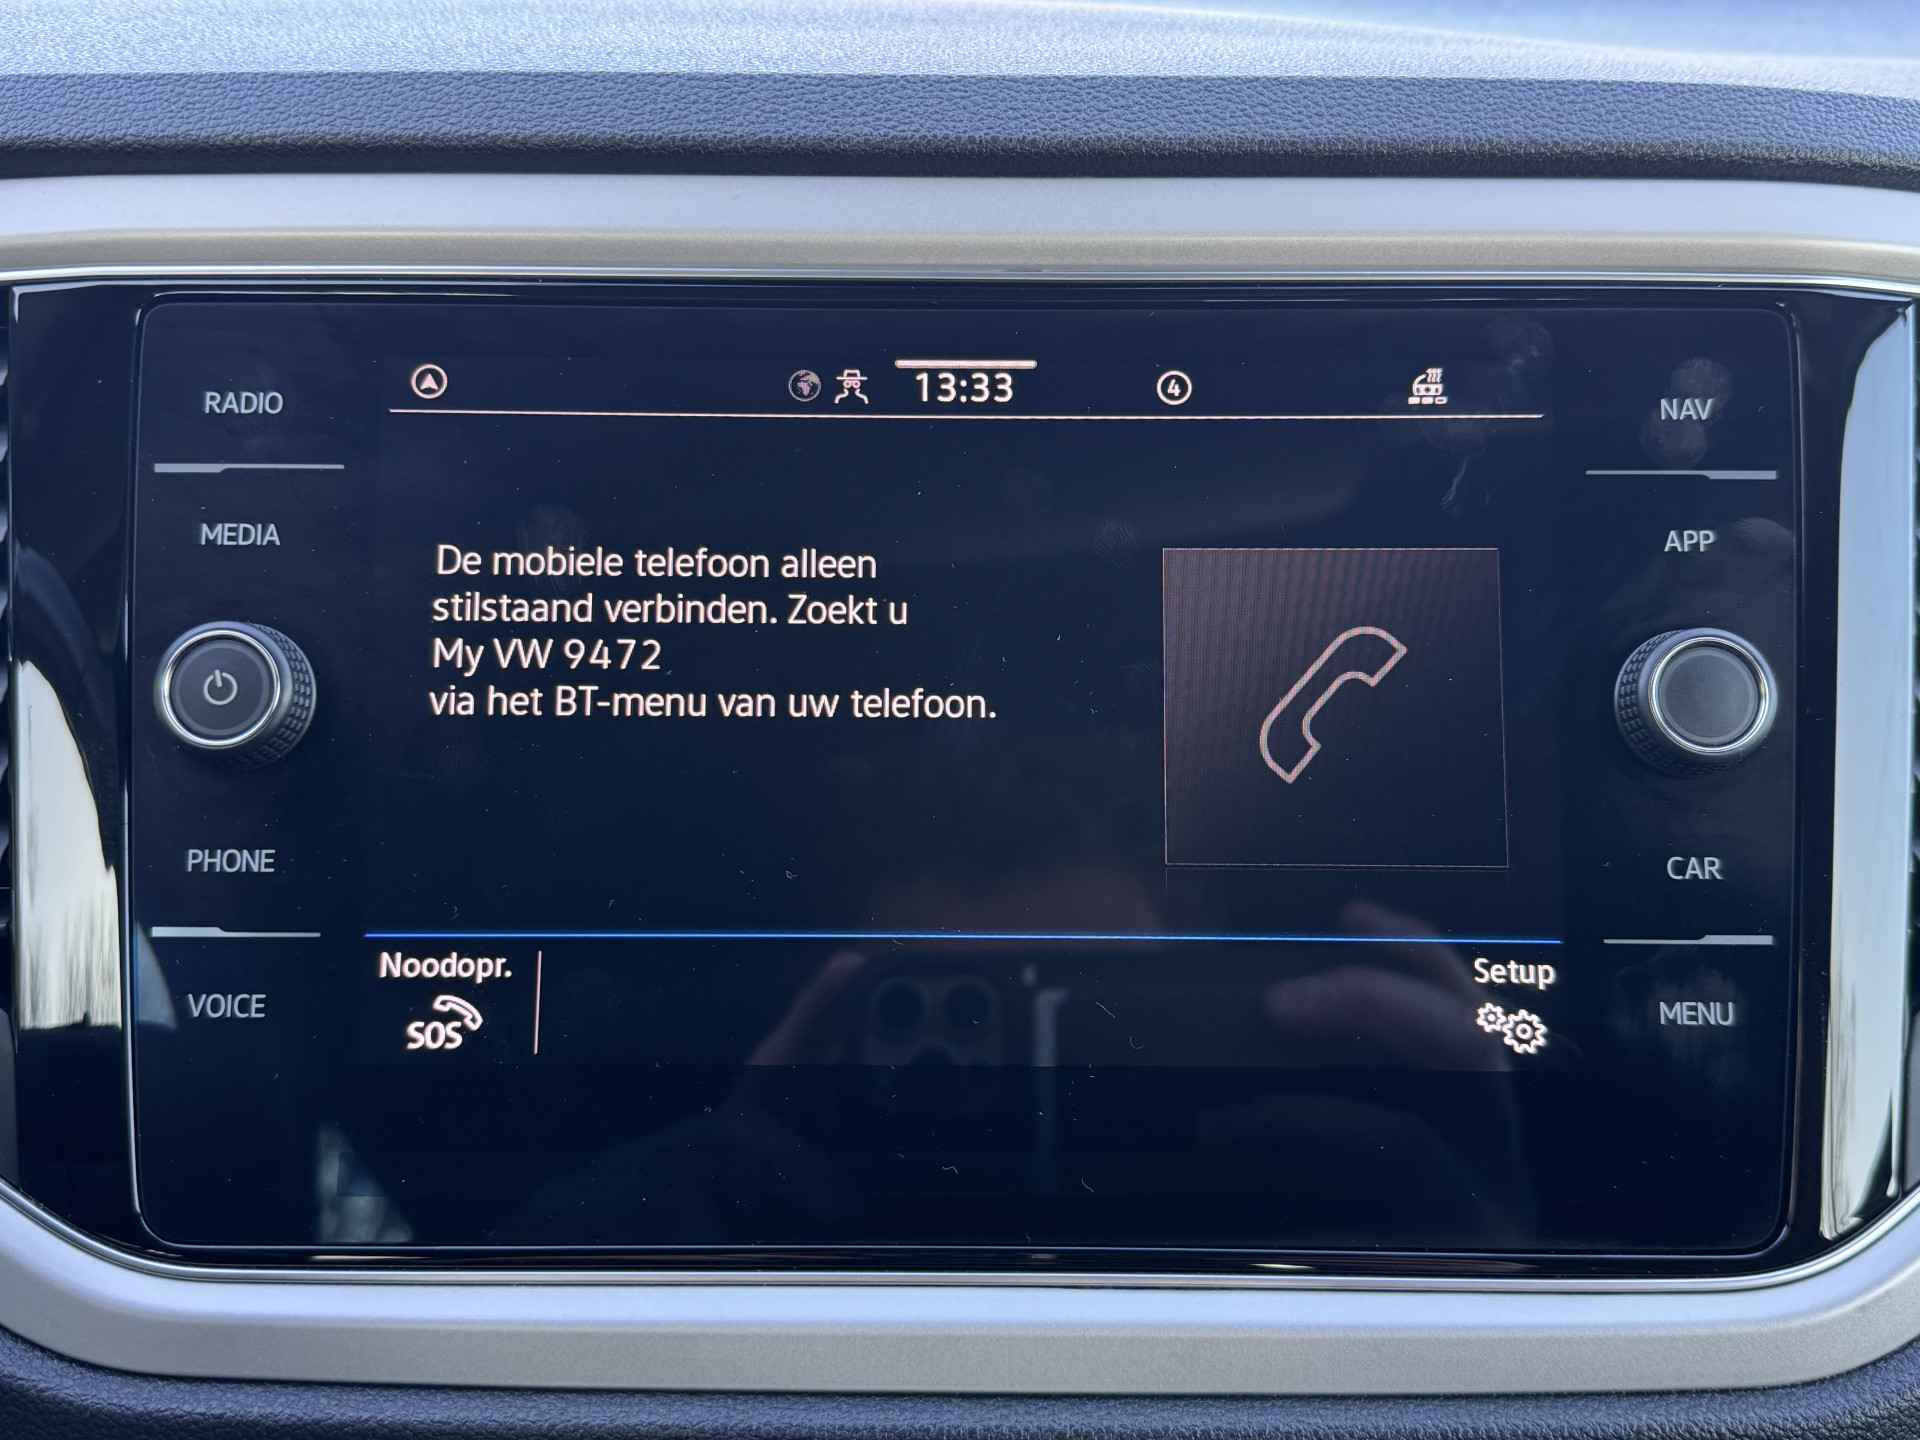 RADIO
13:33
4
NAV
MEDIA
APP
De mobiele telefoon alleen
stilstaand verbinden. Zoekt u
My VW 9472
via het BT-menu van uw telefoon.
PHONE
CAR
Noodopr.
SOS
Setup
VOICE
MENU